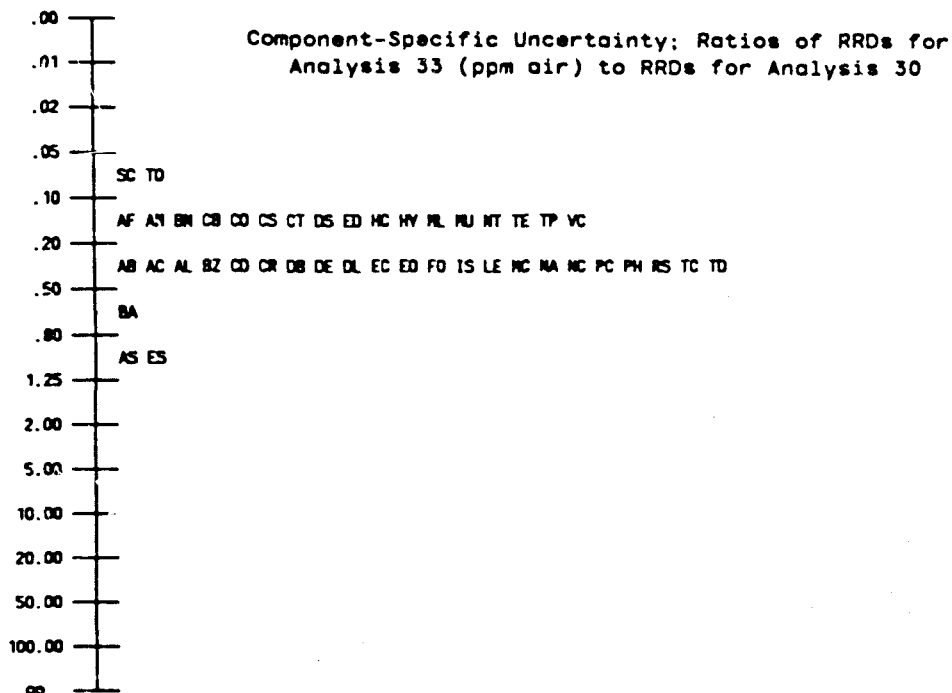 .00
Component-Specific Uncertainty; Ratios of RRDs for
.01
Analysis 33 (ppm air) to RRDs for Analysis 30
.02
.05
SC TO
.10
AF AM BN CB CO CS CT DS ED HC HY ML MU NT TE TP VC
.20
AB AC AL BZ CD CR DB DE DL EC EO FO IS LE MC NA NC PC PH RS TC TD
.50
BA
.80
AS ES
1.25
2.00
5.00
10.00
20.00
50.00
100.00